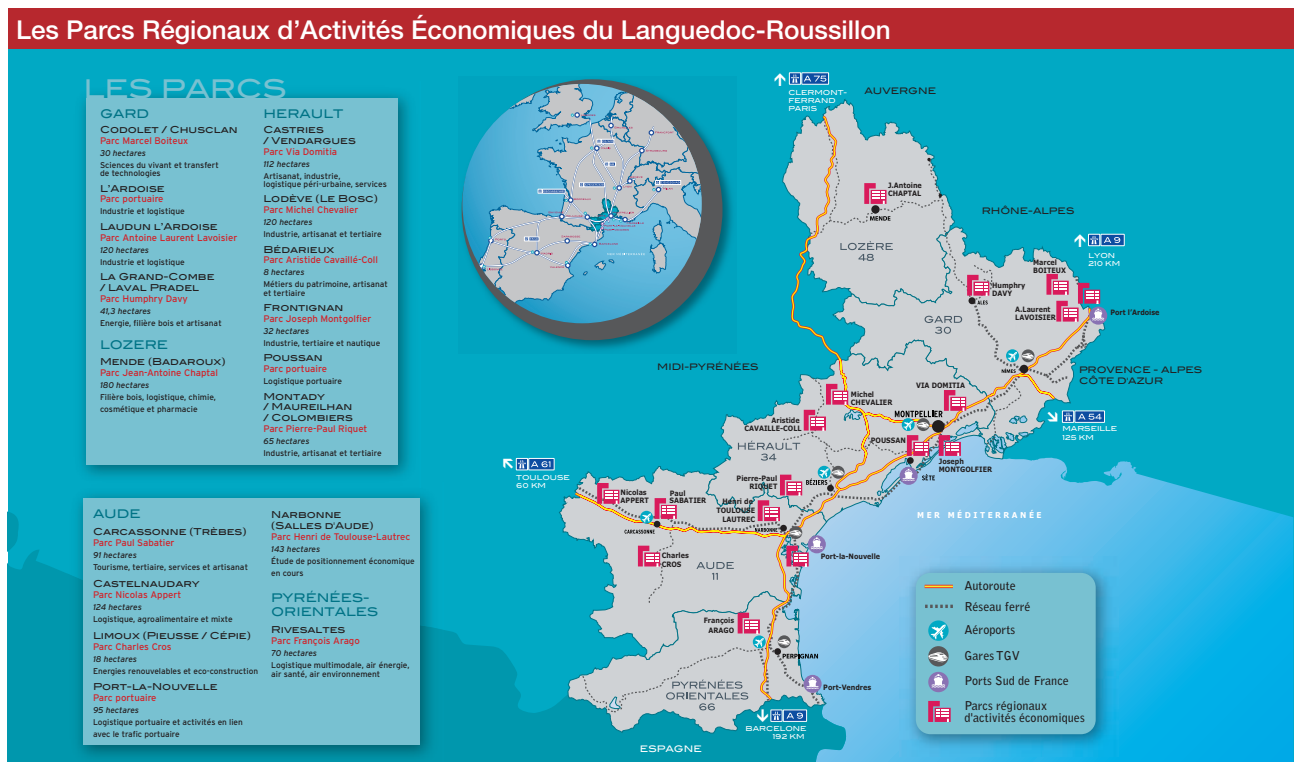 Les Parcs Régionaux d'Activités Économiques du Languedoc-Roussillon
LES PARCS
GARD
CODOLET / CHUSCLAN
Parc Marcel Boiteux
30 hectares
Sciences du vivant et transfert
de technologies
L'ARDOISE
Parc portuaire
Industrie et logistique
LAUDUN L'ARDOISE
Parc Antoine Laurent Lavoisier
120 hectares
Industrie et logistique
LA GRAND-COMBE
/ LAVAL PRADEL
Parc Humphry Davy
41,3 hectares
Energie, filière bois et artisanat
LOZERE
MENDE (BADAROUX)
Parc Jean-Antoine Chaptal
180 hectares
Filière bois, logistique, chimie,
cosmétique et pharmacie
HERAULT
CASTRIES
/ VENDARGUES
Parc Via Domitia
112 hectares
Artisanat, industrie,
logistique péri-urbaine, services
LODÈVE (LE BOSC)
Parc Michel Chevalier
120 hectares
Industrie, artisanat et tertiaire
BÉDARIEUX
Parc Aristide Cavaillé-Coll
8 hectares
Métiers du patrimoine, artisanat
et tertiaire
FRONTIGNAN
Parc Joseph Montgolfier
32 hectares
Industrie, tertiaire et nautique
POUSSAN
Parc portuaire
Logistique portuaire
MONTADY
/ MAUREILHAN
/ COLOMBIERS
Parc Pierre-Paul Riquet
65 hectares
Industrie, artisanat et tertiaire
AUDE
CARCASSONNE (TRÈBES)
Parc Paul Sabatier
91 hectares
Tourisme, tertiaire, services et artisanat
CASTELNAUDARY
Parc Nicolas Appert
124 hectares
Logistique, agroalimentaire et mixte
LIMOUX (PIEUSSE / CÉPIE)
Parc Charles Cros
18 hectares
Energies renouvelables et eco-construction
PORT-LA-NOUVELLE
Parc portuaire
95 hectares
Logistique portuaire et activités en lien
avec le trafic portuaire
NARBONNE
(SALLES D'AUDE)
Parc Henri de Toulouse-Lautrec
143 hectares
Étude de positionnement économique
en cours
PYRÉNÉES-
ORIENTALES
RIVESALTES
Parc François Arago
70 hectares
Logistique multimodale, air énergie,
air santé, air environnement
A 75
CLERMONT-
FERRAND
PARIS
AUVERGNE
J.Antoine
CHAPTAL
MENDE
RHÔNE-ALPES
LOZÈRE
48
A 9
LYON
210 KM
Marcel
BOITEUX
Humphry
DAVY
ALES
A.Laurent
LAVOISIER
Port l'Ardoise
GARD
30
NÎMES
MIDI-PYRÉNÉES
PROVENCE - ALPES
CÔTE D'AZUR
VIA DOMITIA
Michel
CHEVALIER
MONTPELLIER
A 54
MARSEILLE
125 KM
Aristide
CAVAILLE-COLL
POUSSAN
HÉRAULT
34
Joseph
MONTGOLFIER
A 61
TOULOUSE
60 KM
SÈTE
Pierre-Paul
RIQUET
BÉZIERS
Nicolas
APPERT
Paul
SABATIER
Henri de
TOULOUSE
LAUTREC
MER MÉDITERRANÉE
CARCASSONNE
NARBONNE
Port-la-Nouvelle
Charles
CROS
AUDE
11
François
ARAGO
PERPIGNAN
PYRÉNÉES
ORIENTALES
66
Port-Vendres
A 9
BARCELONE
192 KM
ESPAGNE
Autoroute
Réseau ferré
Aéroports
Gares TGV
Ports Sud de France
Parcs régionaux
d'activités économiques